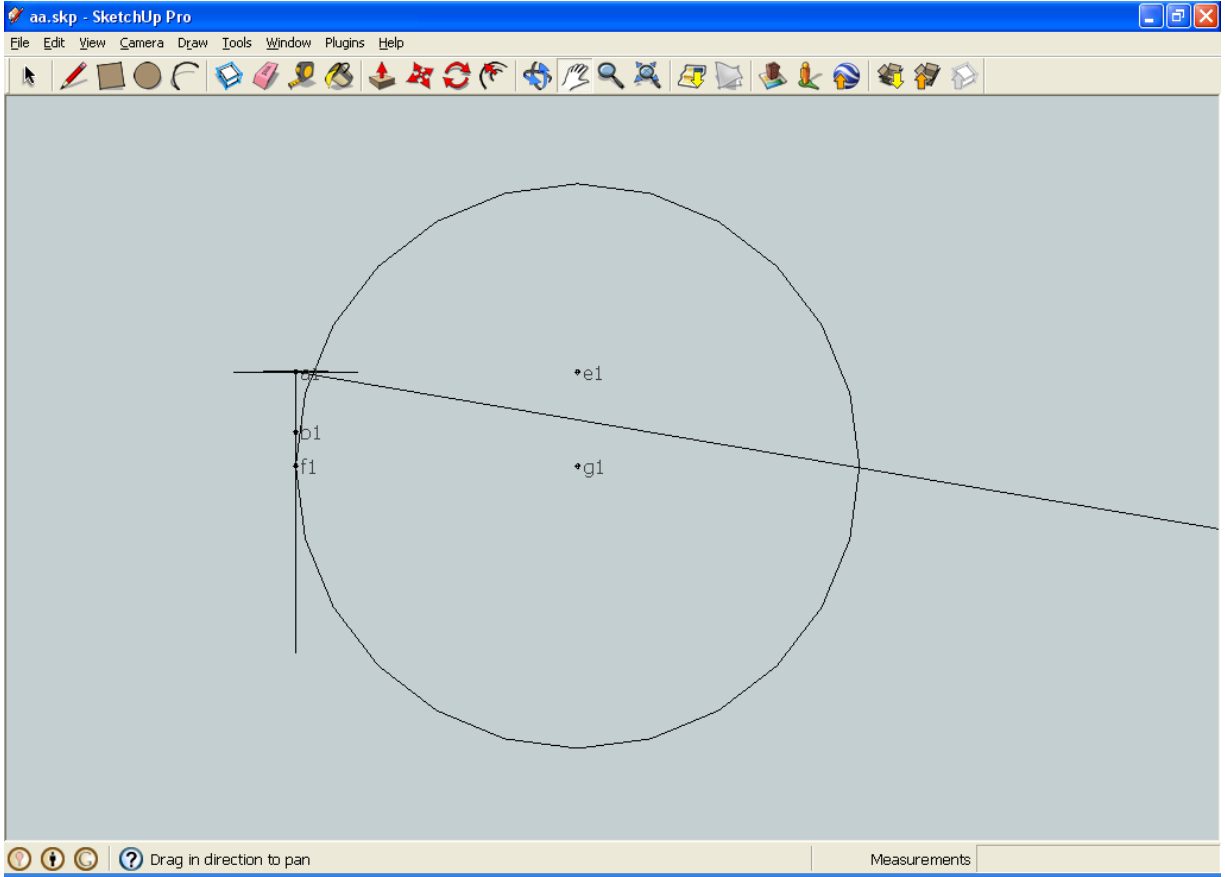 aa.skp - SketchUp Pro
File Edit View Camera Draw Tools Window Plugins Help
a1
e1
b1
f1
g1
Drag in direction to pan
Measurements